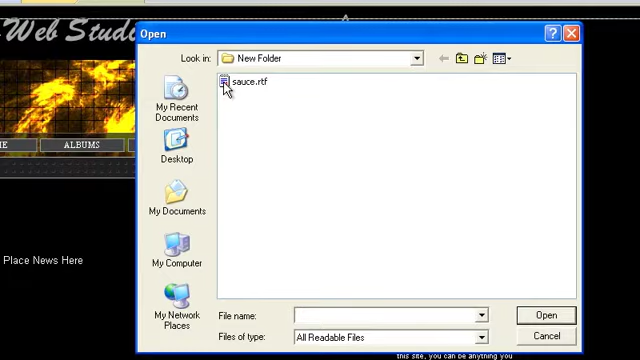 Web Studi
Open
Look in:
New Folder
sauce.rtf
My Recent
Documents
ALBUMS
Desktop
My Documents
Place News Here
My Computer
My Network
Places
File name:
Open
Files of type:
All Readable Files
Cancel
this site, you can be anything you